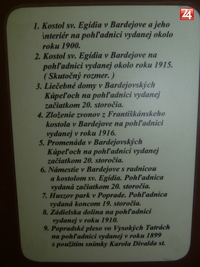 24
1. Kostol sv. Egídia v Bardejove a jeho
interiér na pohľadnici vydanej okolo
roku 1900.
2. Kostol sv. Egídia v Bardejove na
pohľadnici vydanej okolo roku 1915.
( Skutočný rozmer. )
3. Liečebné domy v Bardejovských
Kúpeľoch na pohľadnici vydanej
začiatkom 20. storočia.
4. Zloženie zvonov z Františkánskeho
kostola v Bardejove na pohľadnici
vydanej v roku 1916.
5. Promenáda v Bardejovských
Kúpeľoch na pohľadnici vydanej
začiatkom 20. storočia.
6. Námestie v Bardejove s radnicou
a kostolom sv. Egídia. Pohľadnica
vydaná začiatkom 20. storočia.
7. Huszov park v Poprade. Pohľadnica
vydaná koncom 19. storočia.
8. Zádielska dolina na pohľadnici
vydanej v roku 1910.
9. Popradské pleso vo Vysokých Tatrách
na pohľadnici vydanej v roku 1899
s použitím snímky Karola Divalda st.